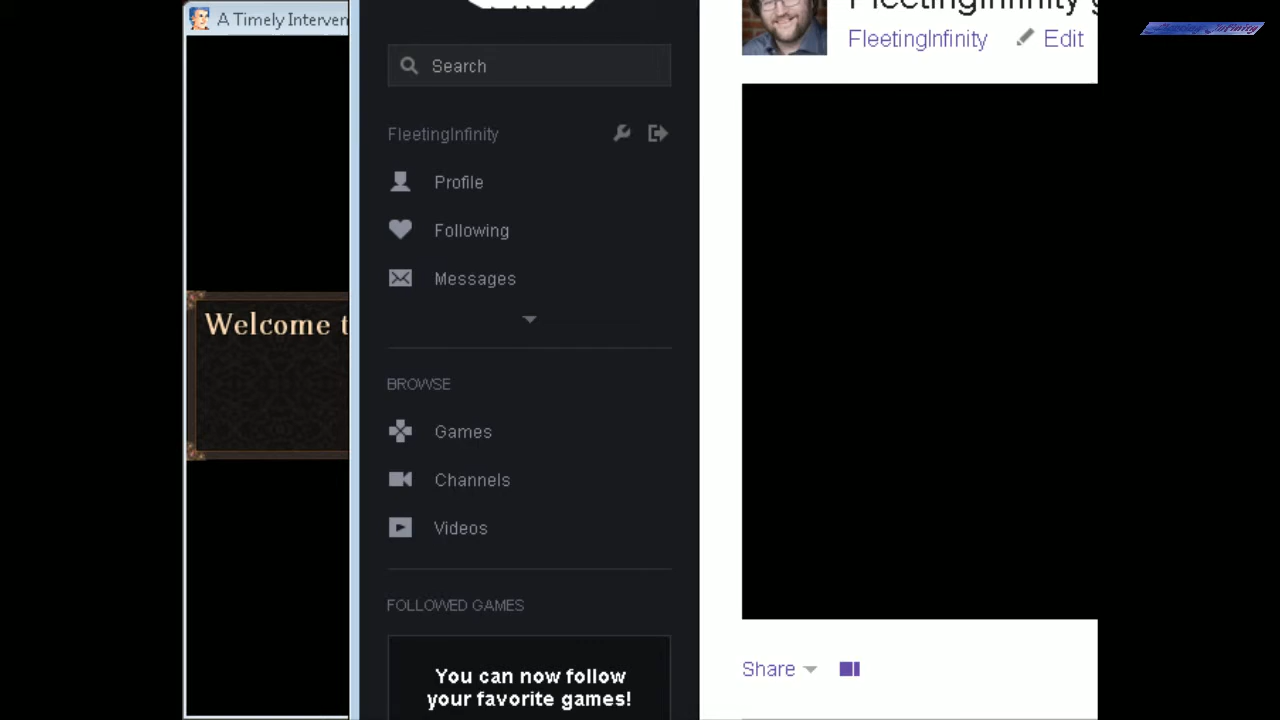 A Timely Interven
Welcome t
Search
FleetingInfinity
Profile
Following
Messages
BROWSE
Games
Channels
Videos
FOLLOWED GAMES
You can now follow
your favorite games!
FleetingInfinity g
FleetingInfinity Edit
Share